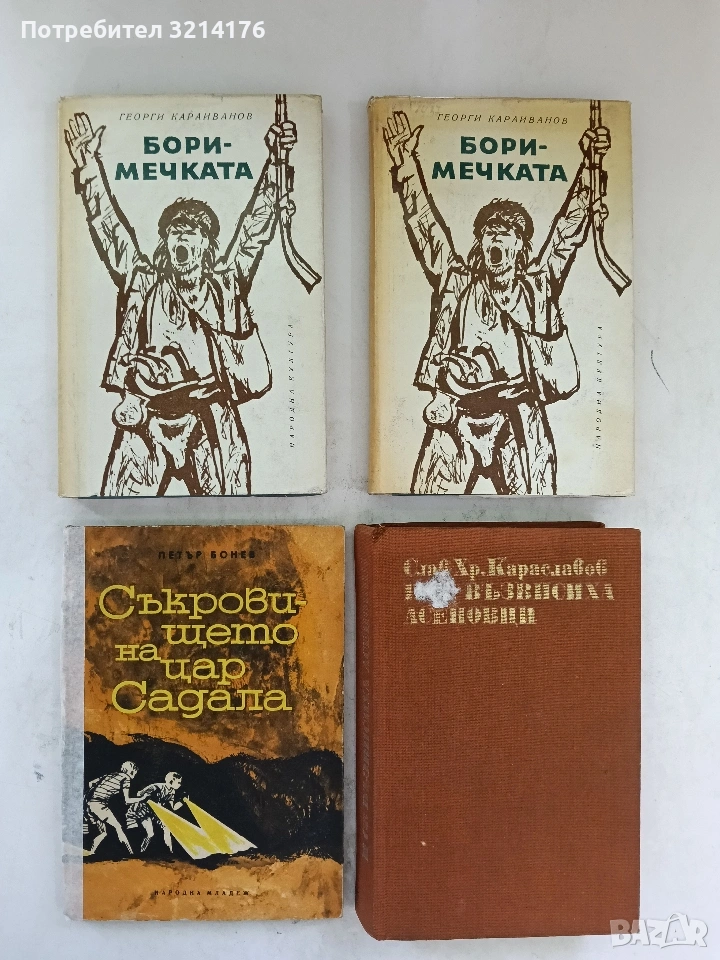 Потребител 3214176
ГЕОРГИ КАРАИВАНОВ
БОРИ-
МЕЧКАТА
НАРОДНА КУЛТУРА
ГЕОРГИ КАРАИВАНОВ
БОРИ-
МЕЧКАТА
НАРОДНА КУЛТУРА
ПЕТЪР БОНЕВ
Съкрови-
щето
на цар
Садала
НАРОДНА МЛАДЕЖ
Слав Хр. Караславов
ВЪЗВИСИХА
АСЕНОВЦИ
BAZAR